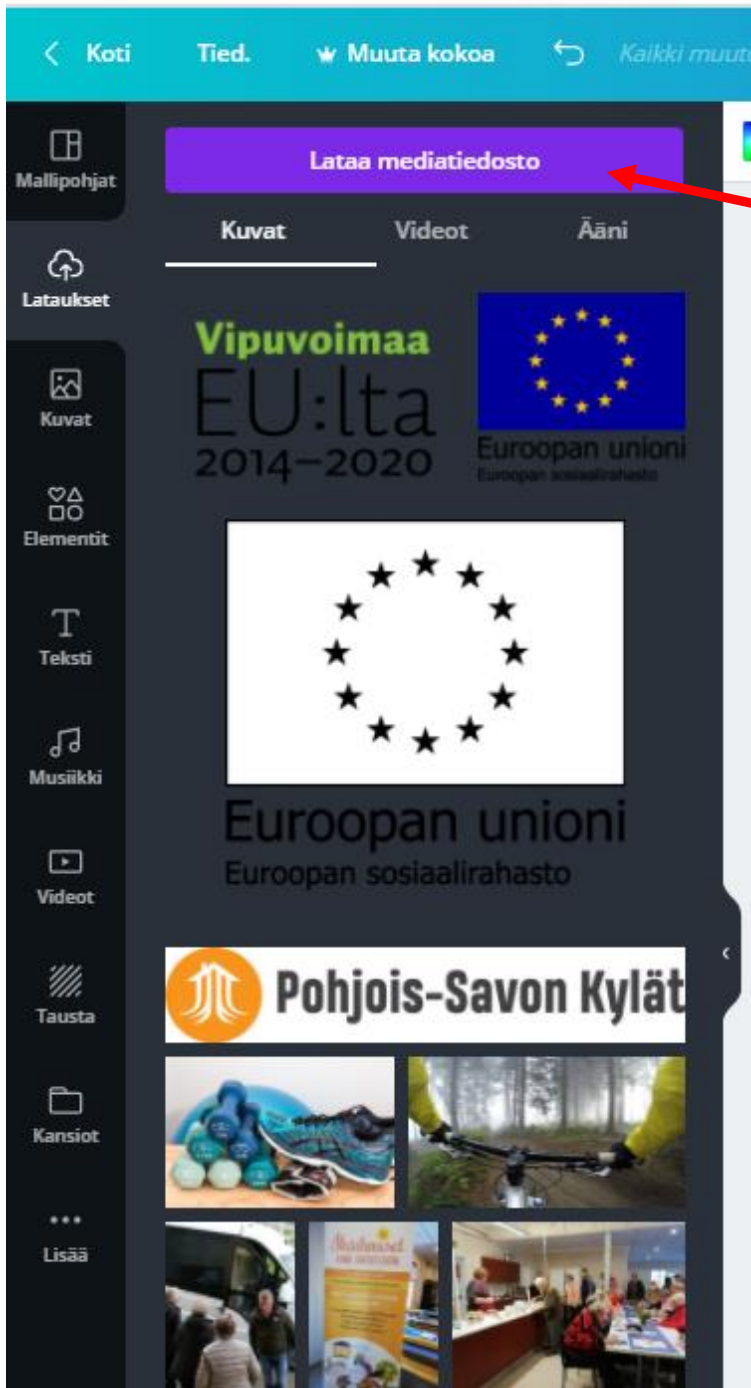 Koti Tied. Muuta kokoa Kaikki
Lataa mediatiedosto
Kuvat Videot Ääni
Mallipohjat
Lataukset
Kuvat
Elementit
Teksti
Musiikki
Videot
Tausta
Kansiot
Lisää
Vipuvoimaa
EU:lta
2014–2020
Euroopan unioni
Euroopan sosiaalirahasto
Euroopan unioni
Euroopan sosiaalirahasto
Pohjois-Savon Kylät